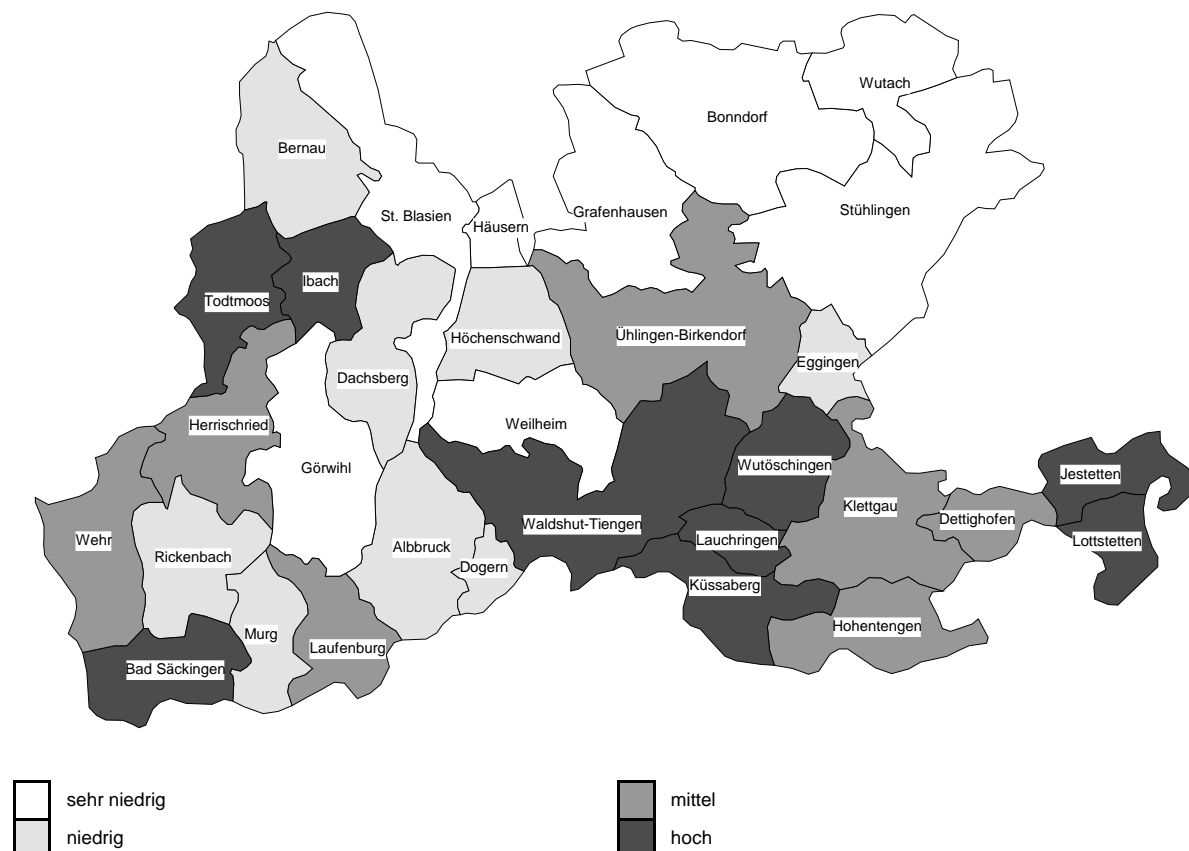 Wutach
Bonndorf
Bernau
Stühlingen
Grafenhausen
St. Blasien
Häusern
Ibach
Todtmoos
Höchenschwand
Ühlingen-Birkendorf
Eggingen
Dachsberg
Herrischried
Weilheim
Görwihl
Wutöschingen
Jestetten
Klettgau
Dettighofen
Waldshut-Tiengen
Wehr
Lauchringen
Lottstetten
Albbruck
Rickenbach
Dogern
Küssaberg
Hohentengen
Murg
Laufenburg
Bad Säckingen
sehr niedrig
niedrig
mittel
hoch